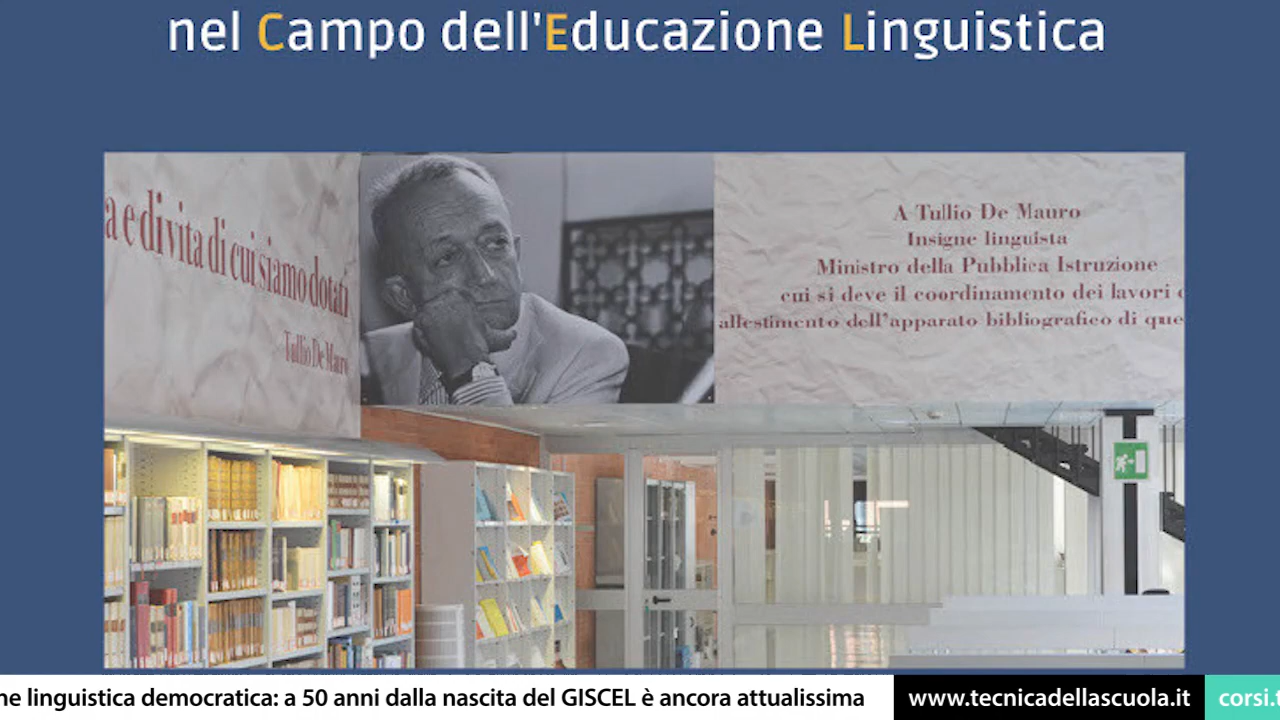 nel Campo dell'Educazione Linguistica
a e di vita di cui siamo dotati
Tullio De Mauro
A Tullio De Mauro
Insigne linguista
Ministro della Pubblica Istruzione
cui si deve il coordinamento dei lavori
allestimento dell'apparato bibliografico di que
ne linguistica democratica: a 50 anni dalla nascita del GISCEL è ancora attualissima
www.tecnicadellascuola.it
corsi.t